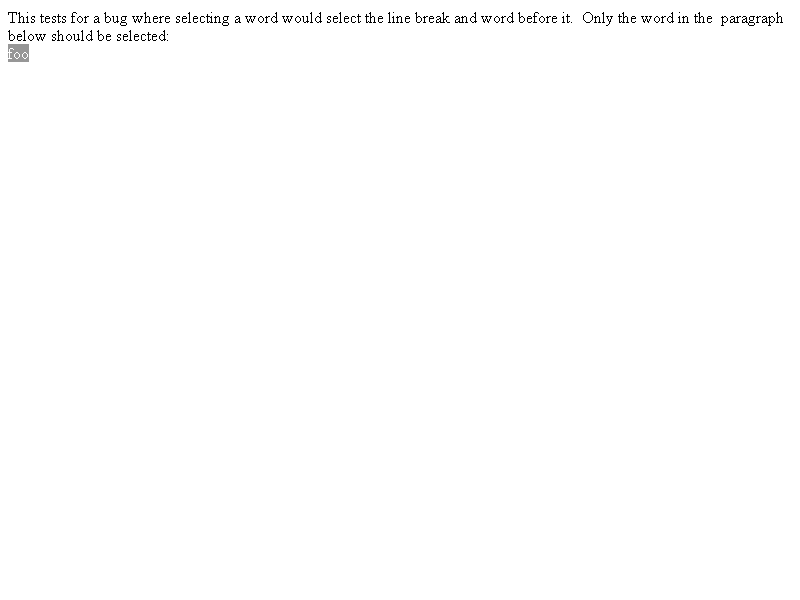 This tests for a bug where selecting a word would select the line break and word before it.  Only the word in the  paragraph
below should be selected:
foo